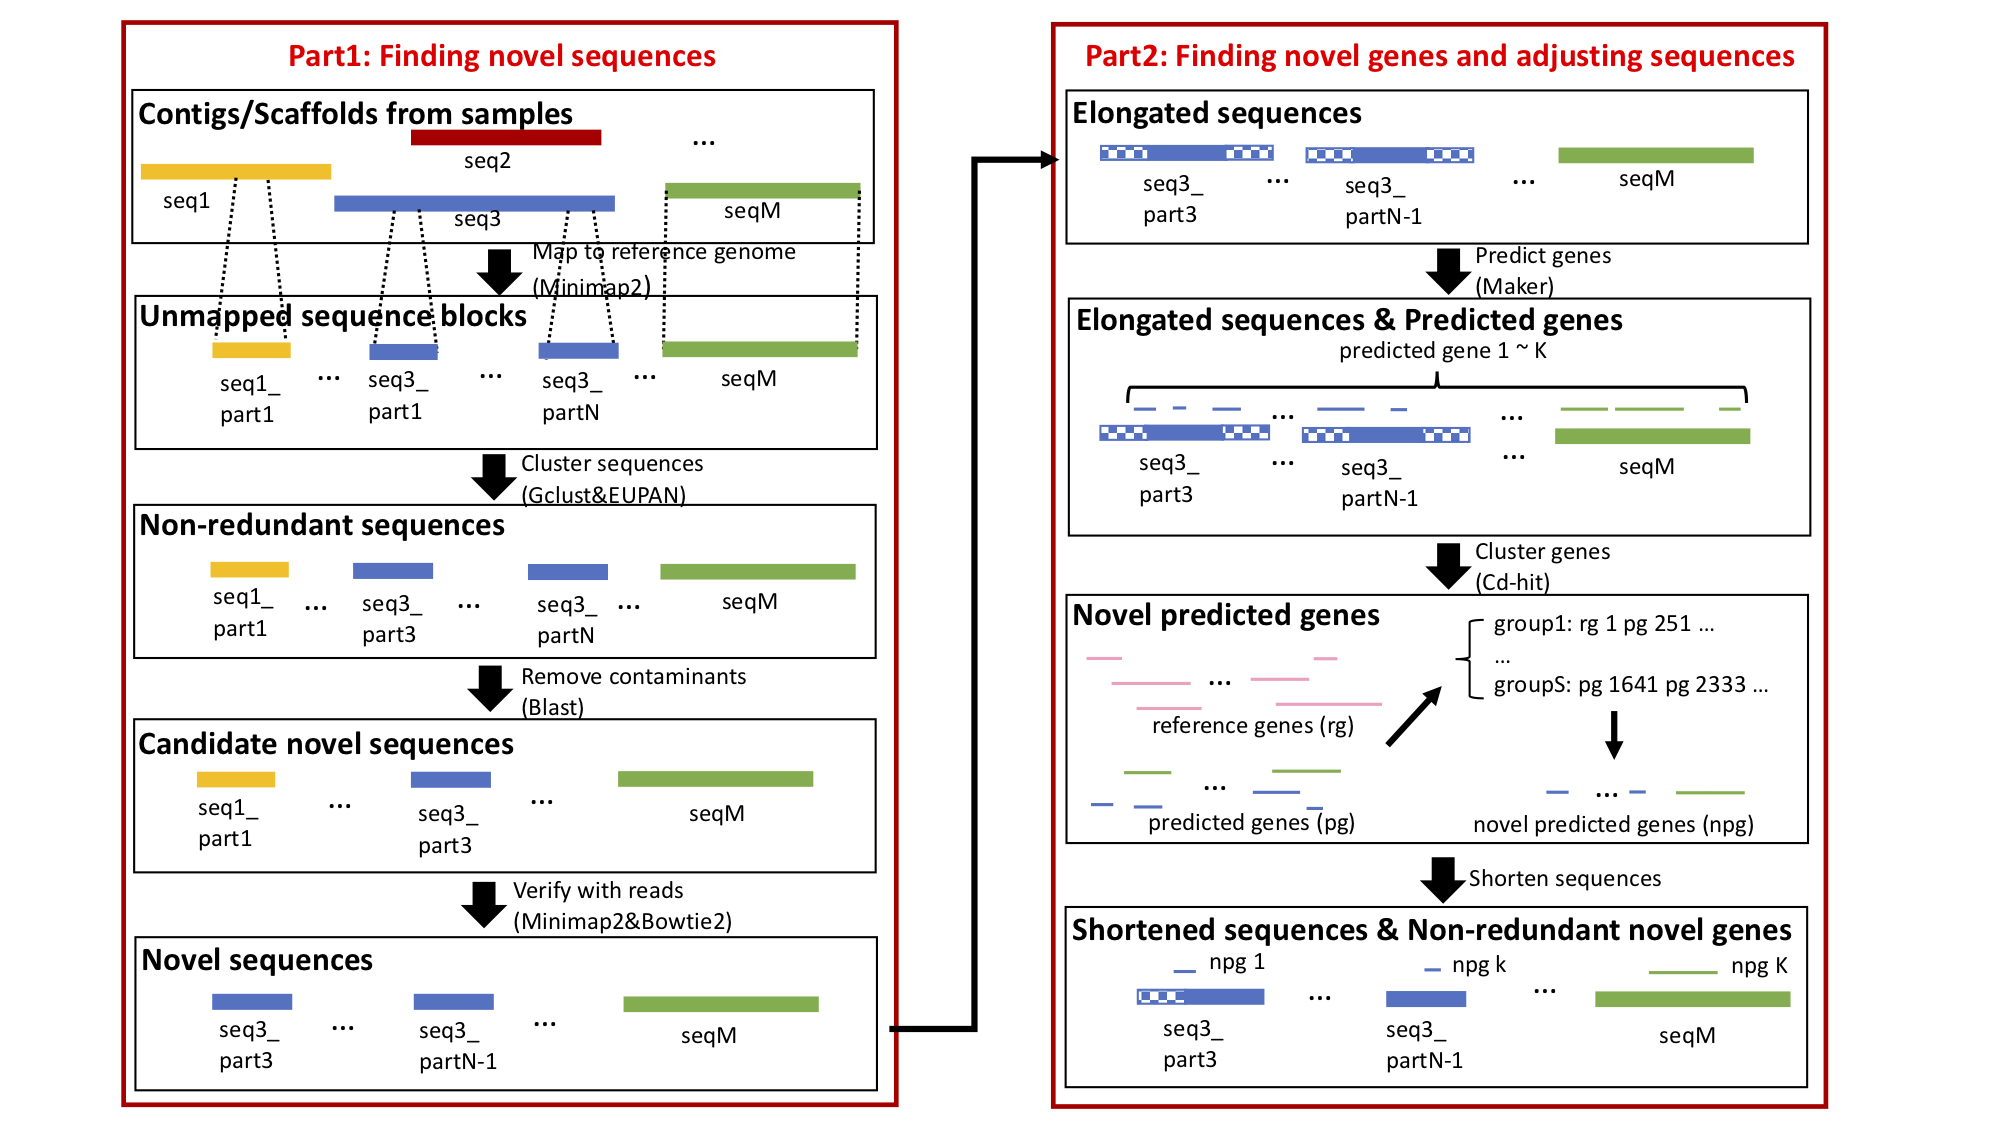 Part1: Finding novel sequences
Contigs/Scaffolds from samples
...
seq2
seq1
seq3
seqM
Map to reference genome
(Minimap2)
Unmapped sequence blocks
seq1_
part1
...
seq3_
part1
...
seq3_
partN
...
seqM
Cluster sequences
(Gclust&EUPAN)
Non-redundant sequences
seq1_
part1
...
seq3_
part3
...
seq3_
partN
...
seqM
Remove contaminants
(Blast)
Candidate novel sequences
seq1_
part1
...
seq3_
part3
...
seqM
Verify with reads
(Minimap2&Bowtie2)
Novel sequences
seq3_
part3
...
seq3_
partN-1
...
seqM
Part2: Finding novel genes and adjusting sequences
Elongated sequences
seq3_
part3
...
seq3_
partN-1
...
seqM
Predict genes
(Maker)
Elongated sequences & Predicted genes
predicted gene 1 ~ K
...
...
seq3_
part3
...
seq3_
partN-1
...
seqM
Cluster genes
(Cd-hit)
Novel predicted genes
group1: rg 1 pg 251 ...
...
groupS: pg 1641 pg 2333 ...
...
reference genes (rg)
...
predicted genes (pg)
...
novel predicted genes (npg)
Shorten sequences
Shortened sequences & Non-redundant novel genes
npg 1
npg k
npg K
...
...
seq3_
part3
seq3_
partN-1
seqM